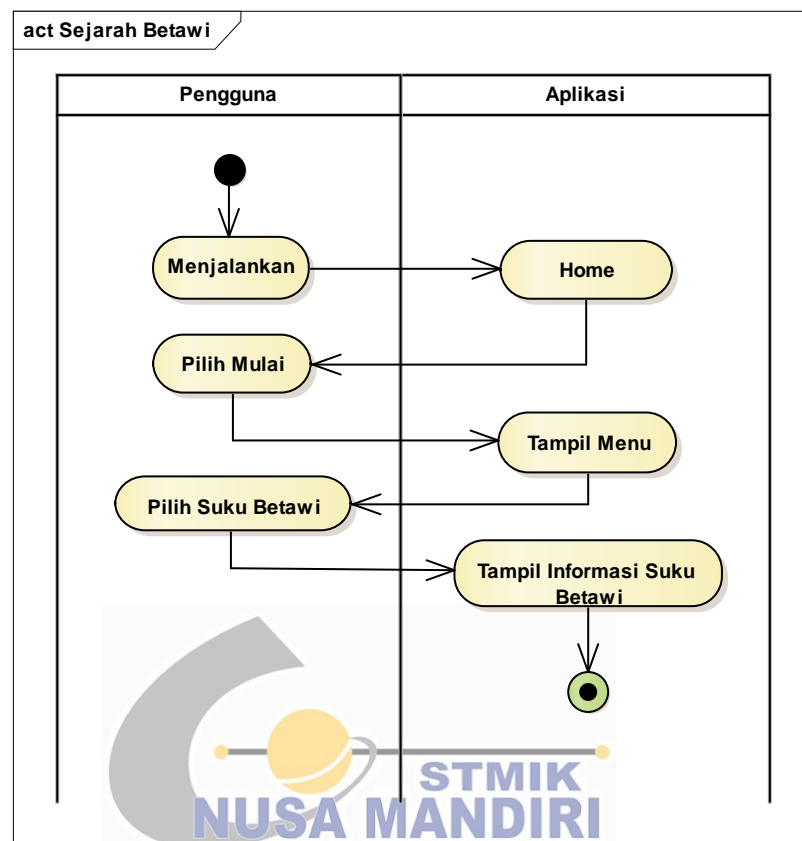 act Sejarah Betawi
Pengguna
Aplikasi
Menjalankan
Home
Pilih Mulai
Tampil Menu
Pilih Suku Betawi
Tampil Informasi Suku
Betawi
STMIK
NUSA MANDIRI